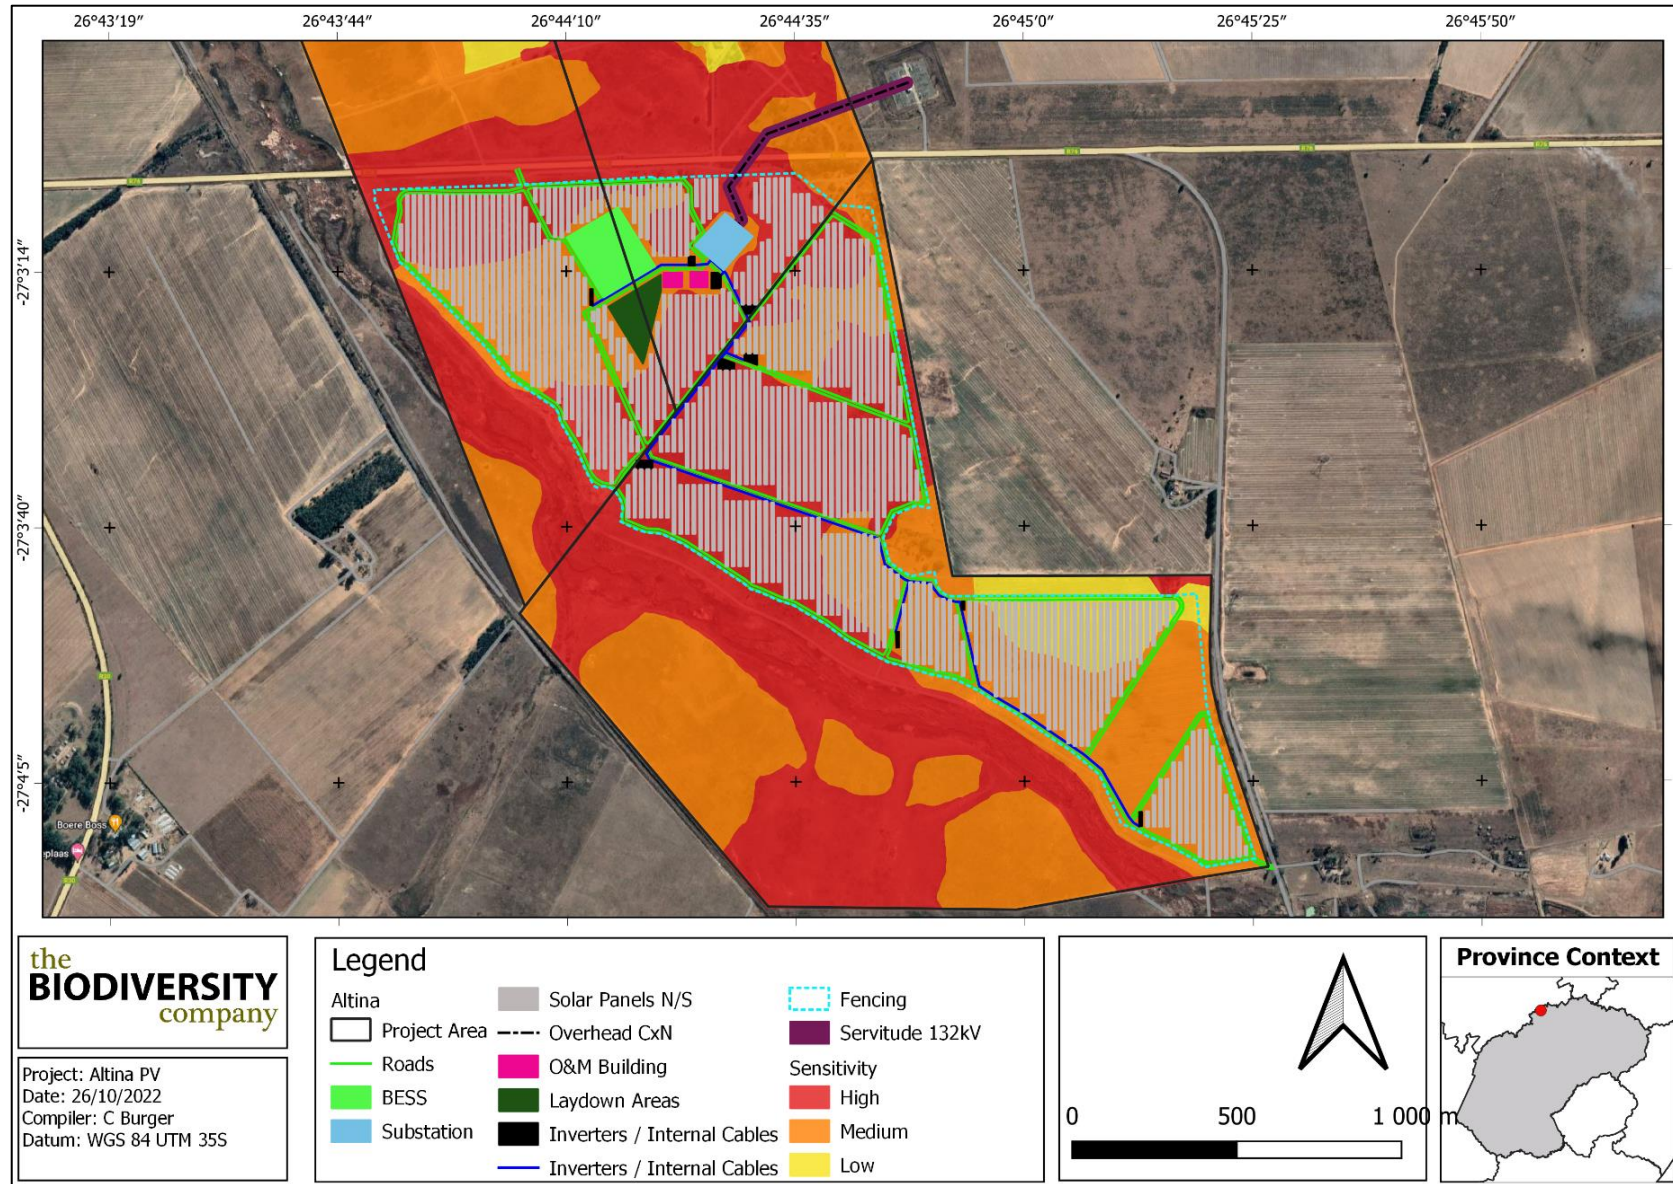 26°43′19″ 26°43′44″ 26°44′10″ 26°44′35″ 26°45′0″ 26°45′25″ 26°45′50″
-27°3′14″
-27°3′40″
-27°4′5″
Boere Boss
eplaas
the
BIODIVERSITY
company
Project: Altina PV
Date: 26/10/2022
Compiler: C Burger
Datum: WGS 84 UTM 35S
Legend
Altina
Project Area
Roads
BESS
Substation
Solar Panels N/S
Overhead CxN
O&M Building
Laydown Areas
Inverters / Internal Cables
Inverters / Internal Cables
Fencing
Servitude 132kV
Sensitivity
High
Medium
Low
0 500 1 000 m
Province Context